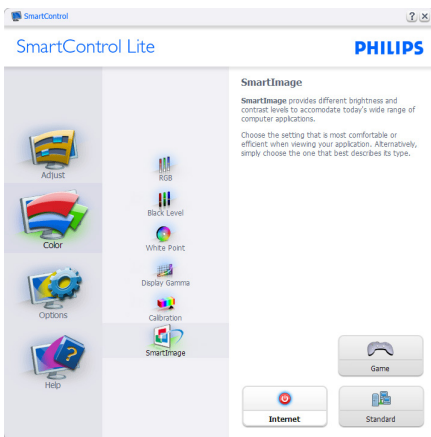 SmartControl
SmartControl Lite
PHILIPS
Adjust
Color
Options
Help
RGB
Black Level
White Point
Display Gamma
Calibration
SmartImage
SmartImage
SmartImage provides different brightness and
contrast levels to accomodate today's wide range of
computer applications.
Choose the setting that is most comfortable or
efficient when viewing your application. Alternatively,
simply choose the one that best describes its type.
Game
Internet
Standard